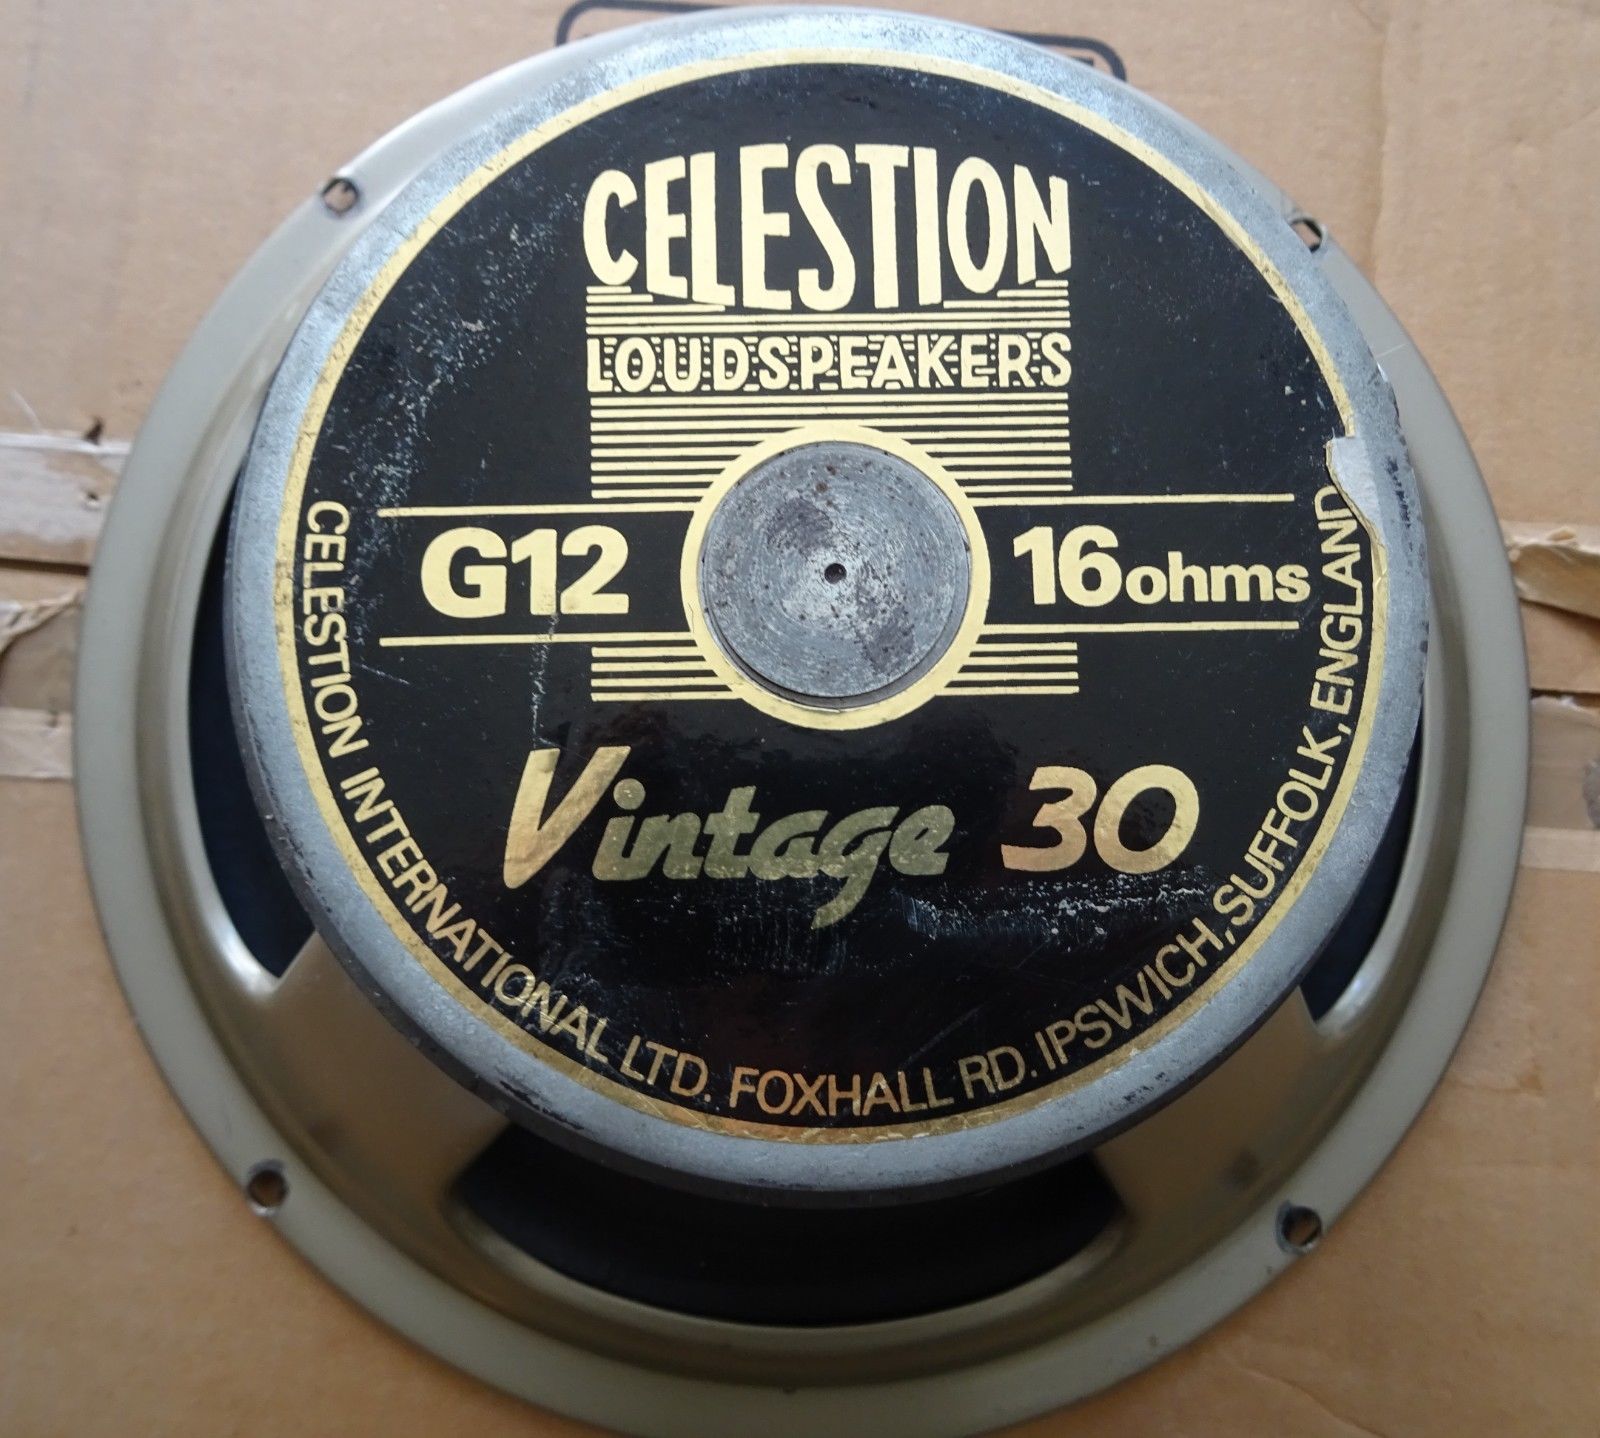 CELESTION
LOUDSPEAKERS
G12 16ohms
Vintage 30
CELESTION INTERNATIONAL LTD. FOXHALL RD. IPSWICH, SUFFOLK, ENGLAND